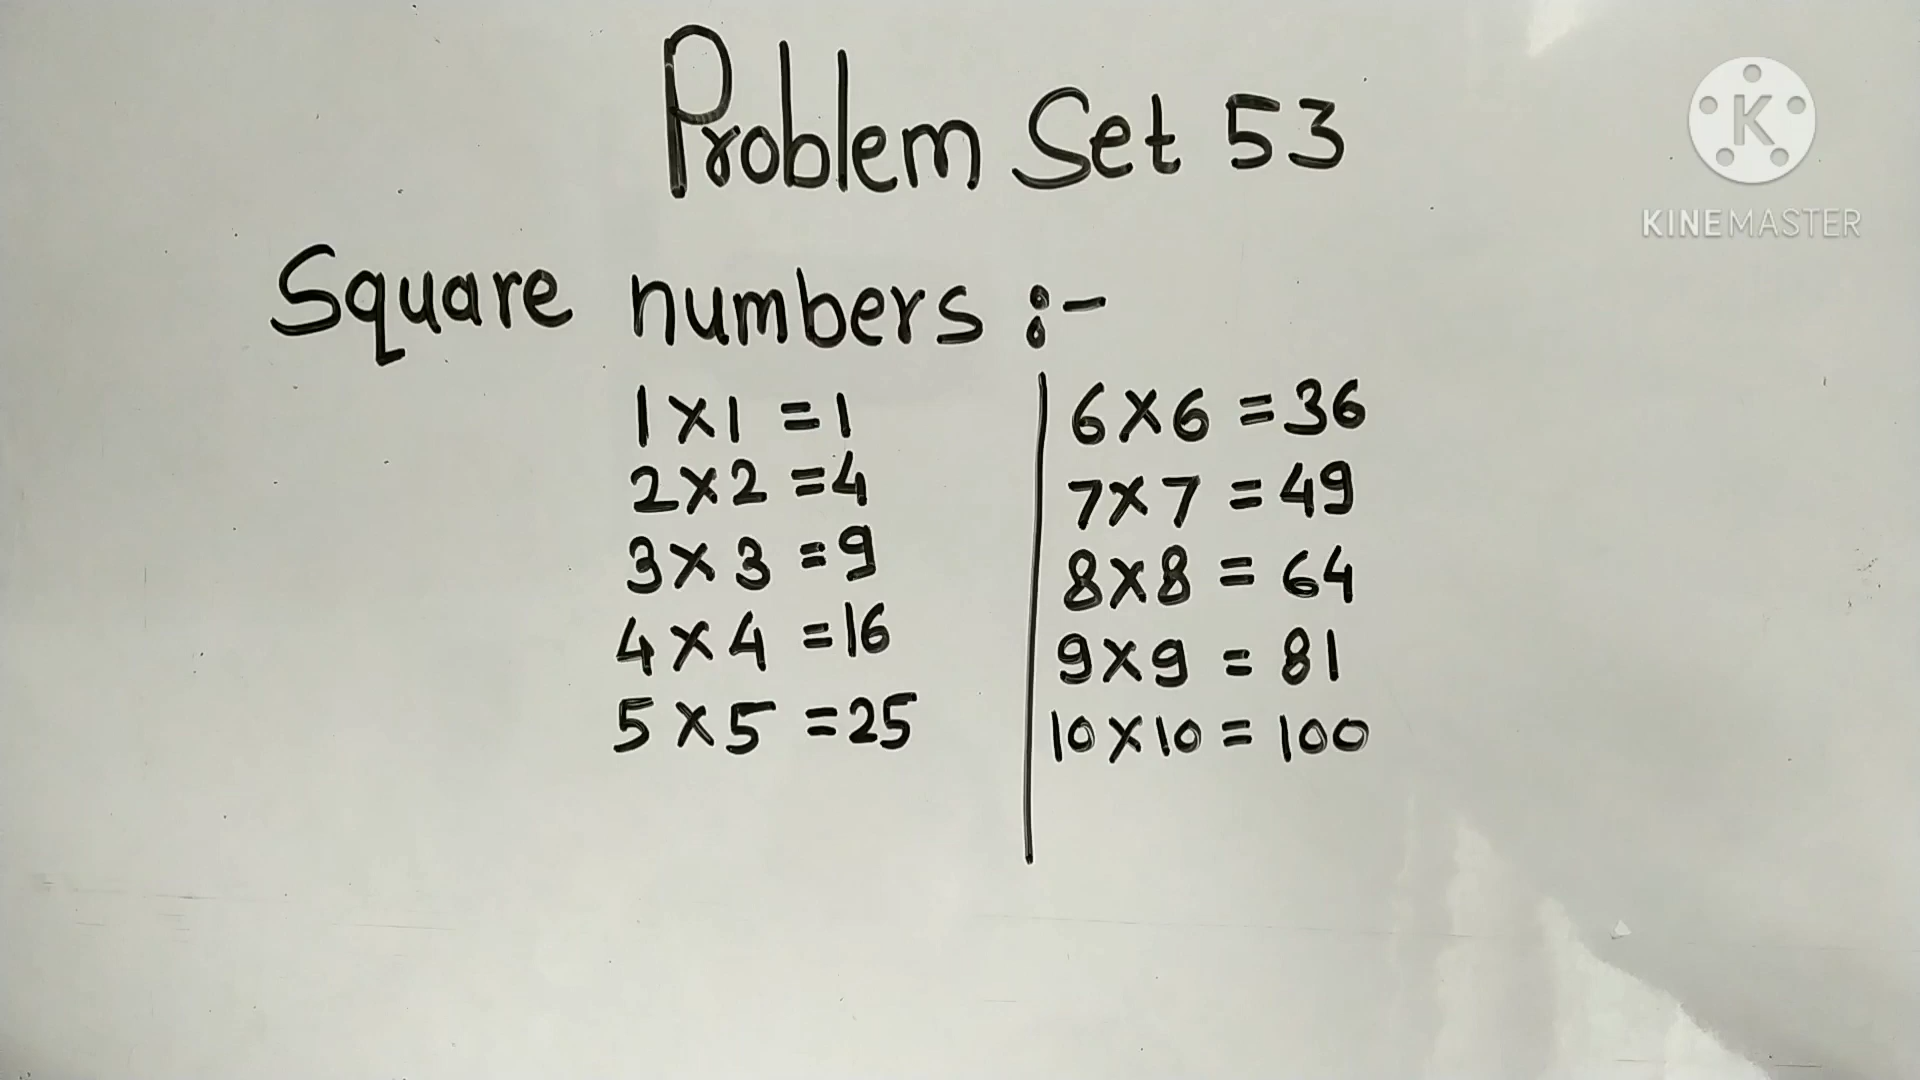 Problem Set 53
K
KINEMASTER
Square numbers :-
1×1 =1
2×2 =4
3×3 =9
4×4 =16
5×5 =25
6×6 =36
7×7 =49
8×8 = 64
9×9 = 81
10×10 = 100